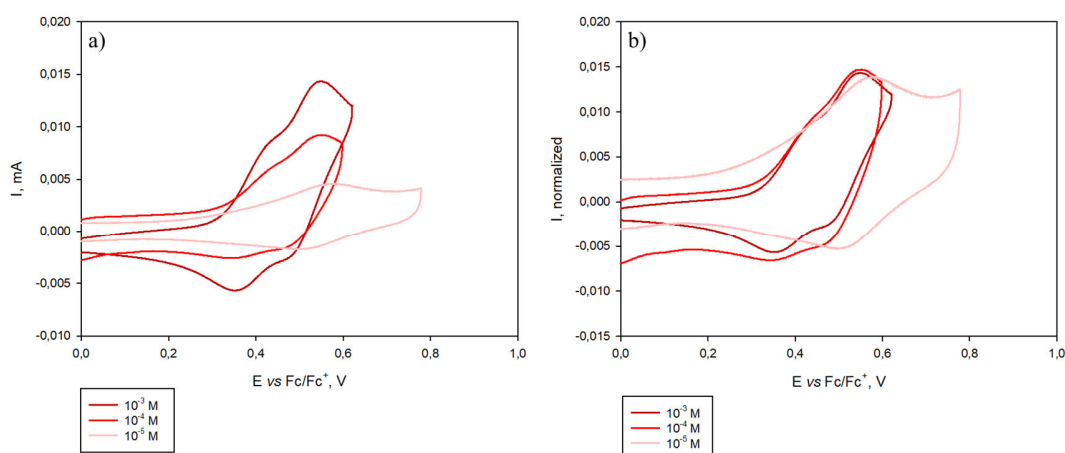 a)
0,020
0,015
0,010
0,005
0,000
-0,005
-0,010
I, mA
0,0 0,2 0,4 0,6 0,8 1,0
E vs Fc/Fc⁺, V
10⁻³ M
10⁻⁴ M
10⁻⁵ M
b)
0,020
0,015
0,010
0,005
0,000
-0,005
-0,010
-0,015
I, normalized
0,0 0,2 0,4 0,6 0,8 1,0
E vs Fc/Fc⁺, V
10⁻³ M
10⁻⁴ M
10⁻⁵ M